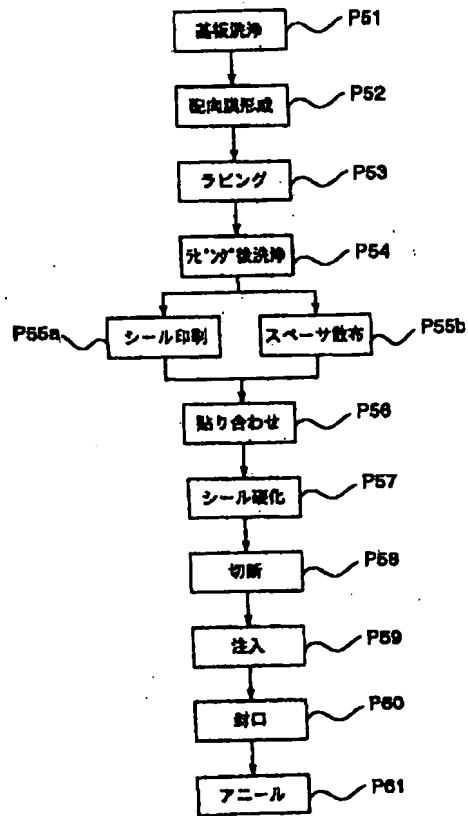 基板洗浄
P51
配向膜形成
P52
ラビング
P53
ラビング後洗浄
P54
P55a
シール印刷
スペーサ散布
P55b
貼り合わせ
P56
シール硬化
P57
切断
P58
注入
P59
封口
P60
アニール
P61